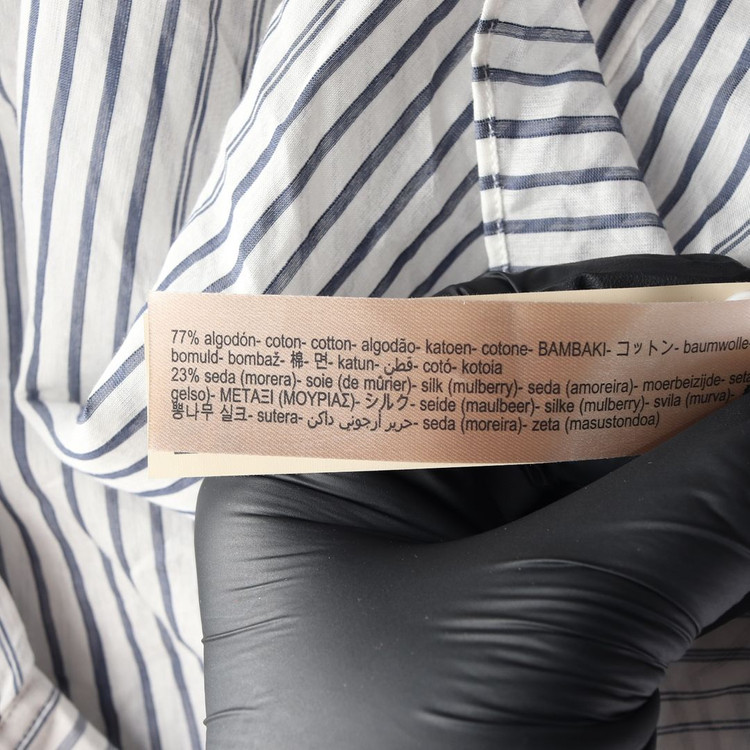 77% algodón- coton- cotton- algodão- katoen- cotone- BAMBAKI- コットン- baumwolle-
bomuld- bombaž- 棉- 면- katun- قطن- cotó- kotoia
23% seda (morera)- soie (de mûrier)- silk (mulberry)- seda (amoreira)- moerbeizijde- seta
gelso)- ΜΕΤΑΞΙ (ΜΟΥΡΙΑΣ)- シルク- seide (maulbeer)- silke (mulberry)- svila (murva)-
뽕나무 실크- sutera- حرير أرجوني داكن- seda (moreira)- zeta (masustondoa)